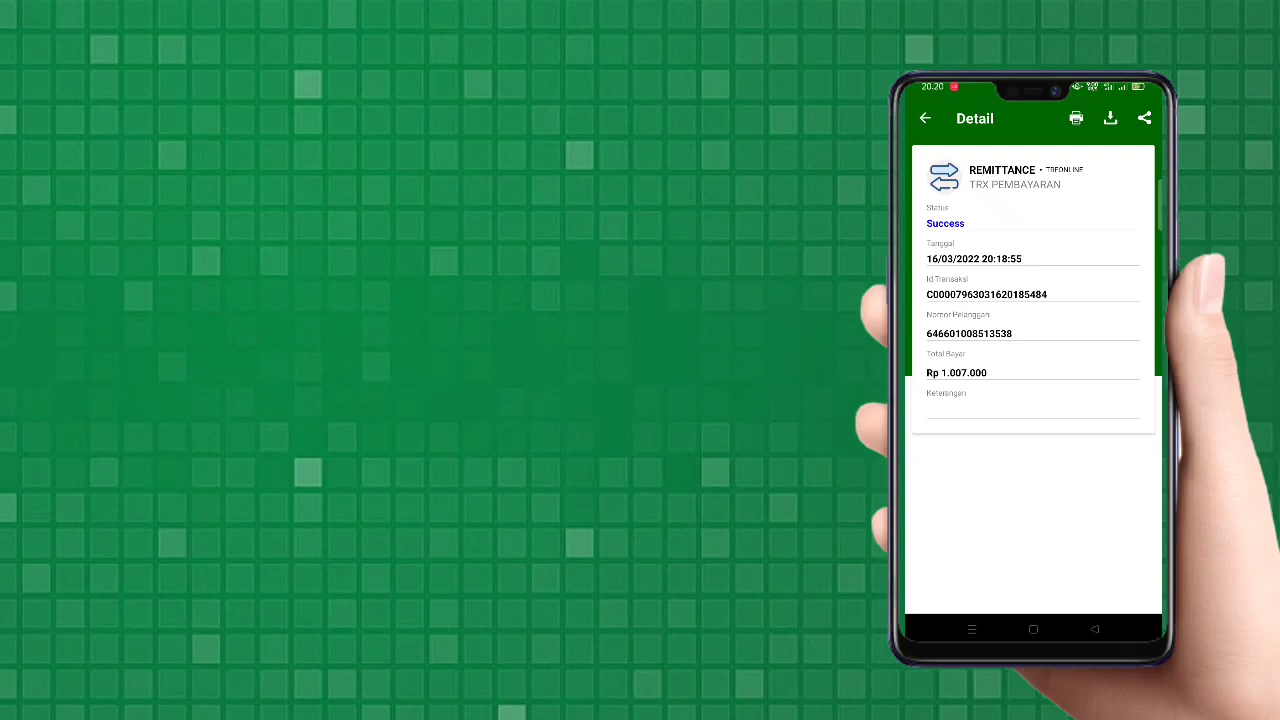 20.20
Detail
REMITTANCE • TRFONLINE
TRX PEMBAYARAN
Status
Success
Tanggal
16/03/2022 20:18:55
Id Transaksi
C00007963031620185484
Nomor Pelanggan
646601008513538
Total Bayar
Rp 1.007.000
Keterangan